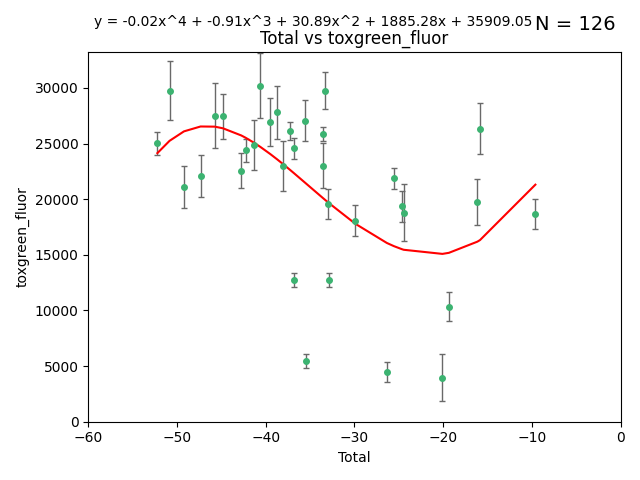 y = -0.02x^4 + -0.91x^3 + 30.89x^2 + 1885.28x + 35909.05 N = 126
Total vs toxgreen_fluor
30000
25000
20000
15000
10000
5000
0
toxgreen_fluor
−60 −50 −40 −30 −20 −10 0
Total